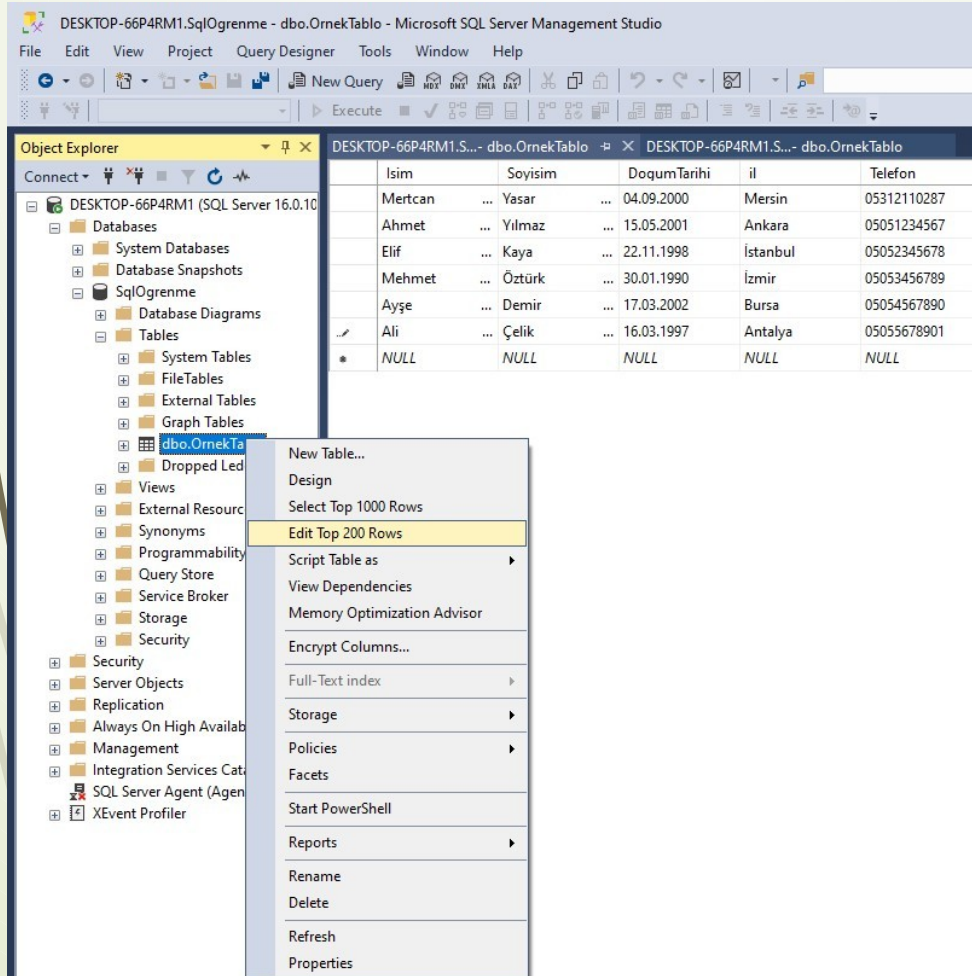 DESKTOP-66P4RM1.SqlOgrenme - dbo.OrnekTablo - Microsoft SQL Server Management Studio
File Edit View Project Query Designer Tools Window Help
New Query MDX DMX XMLA DAX
Execute
Object Explorer
Connect
DESKTOP-66P4RM1 (SQL Server 16.0.10
Databases
System Databases
Database Snapshots
SqlOgrenme
Database Diagrams
Tables
System Tables
FileTables
External Tables
Graph Tables
dbo.OrnekTa
Dropped Led
Views
External Resourc
Synonyms
Programmability
Query Store
Service Broker
Storage
Security
Security
Server Objects
Replication
Always On High Availab
Management
Integration Services Cata
SQL Server Agent (Agen
XEvent Profiler
DESKTOP-66P4RM1.S...- dbo.OrnekTablo DESKTOP-66P4RM1.S...- dbo.OrnekTablo
Isim Soyisim DogumTarihi il Telefon
Mertcan ... Yasar ... 04.09.2000 Mersin 05312110287
Ahmet ... Yılmaz ... 15.05.2001 Ankara 05051234567
Elif ... Kaya ... 22.11.1998 İstanbul 05052345678
Mehmet ... Öztürk ... 30.01.1990 İzmir 05053456789
Ayşe ... Demir ... 17.03.2002 Bursa 05054567890
Ali ... Çelik ... 16.03.1997 Antalya 05055678901
NULL NULL NULL NULL NULL
New Table...
Design
Select Top 1000 Rows
Edit Top 200 Rows
Script Table as
View Dependencies
Memory Optimization Advisor
Encrypt Columns...
Full-Text index
Storage
Policies
Facets
Start PowerShell
Reports
Rename
Delete
Refresh
Properties